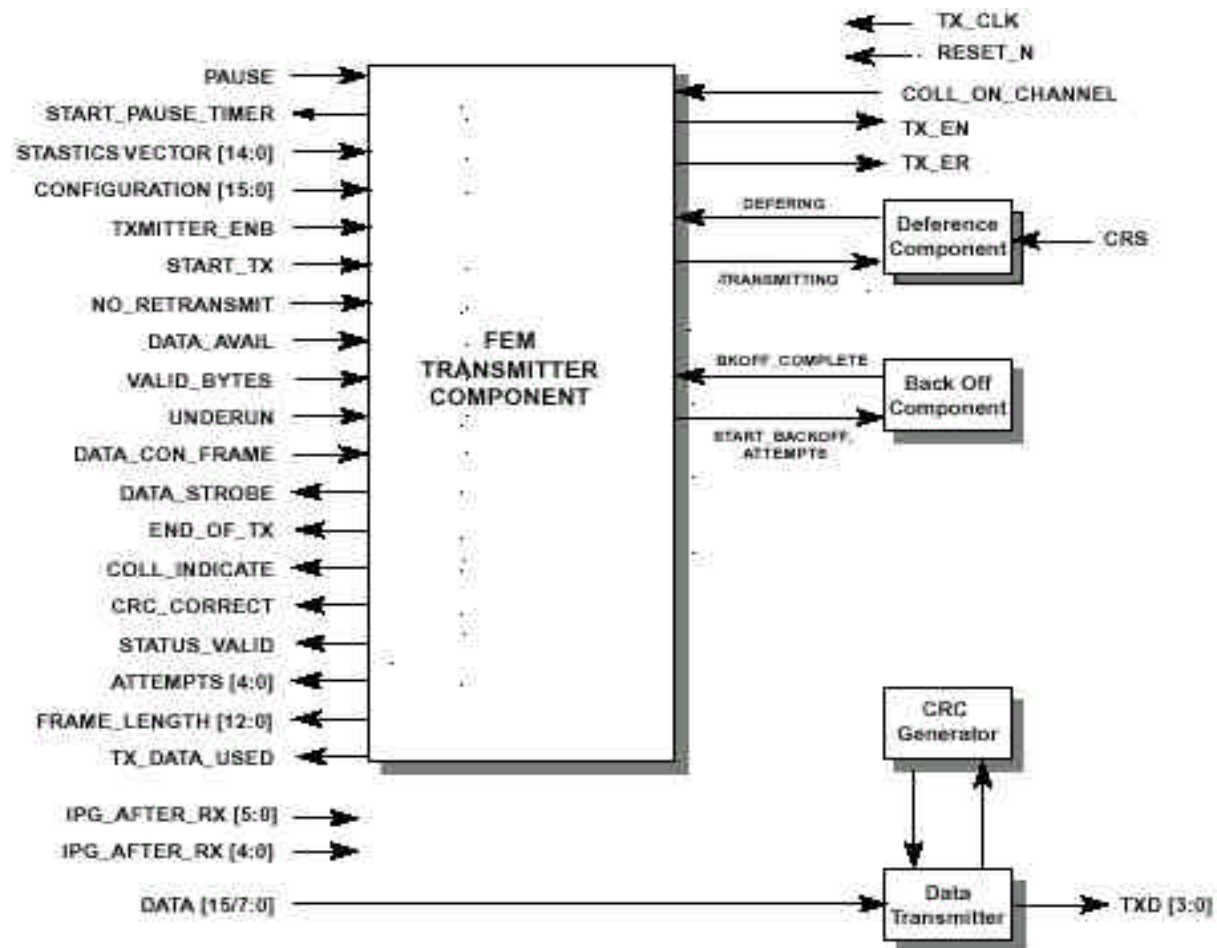 TX_CLK
RESET_N
PAUSE
START_PAUSE_TIMER
STASTICS VECTOR [14:0]
CONFIGURATION [15:0]
TXMITTER_ENB
START_TX
NO_RETRANSMIT
DATA_AVAIL
VALID_BYTES
UNDERUN
DATA_CON_FRAME
DATA_STROBE
END_OF_TX
COLL_INDICATE
CRC_CORRECT
STATUS_VALID
ATTEMPTS [4:0]
FRAME_LENGTH [12:0]
TX_DATA_USED
IPG_AFTER_RX [5:0]
IPG_AFTER_RX [4:0]
DATA [15/7:0]
FEM
TRANSMITTER
COMPONENT
COLL_ON_CHANNEL
TX_EN
TX_ER
DEFERING
TRANSMITTING
Deference
Component
CRS
BKOFF_COMPLETE
START_BACKOFF,
ATTEMPTS
Back Off
Component
CRC
Generator
Data
Transmitter
TXD [3:0]